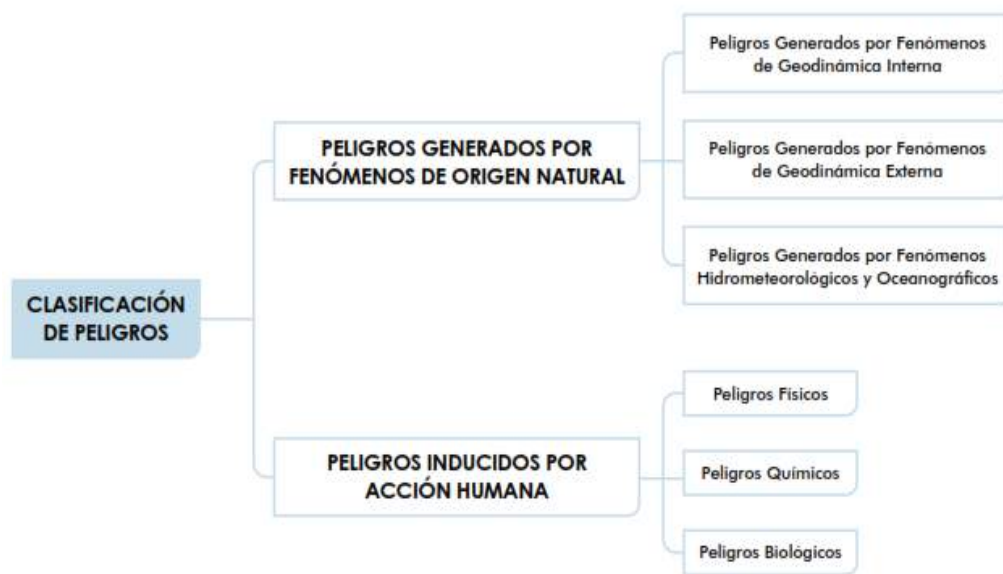 CLASIFICACIÓN
DE PELIGROS
PELIGROS GENERADOS POR
FENÓMENOS DE ORIGEN NATURAL
Peligros Generados por Fenómenos
de Geodinámica Interna
Peligros Generados por Fenómenos
de Geodinámica Externa
Peligros Generados por Fenómenos
Hidrometeorológicos y Oceanográficos
PELIGROS INDUCIDOS POR
ACCIÓN HUMANA
Peligros Físicos
Peligros Químicos
Peligros Biológicos